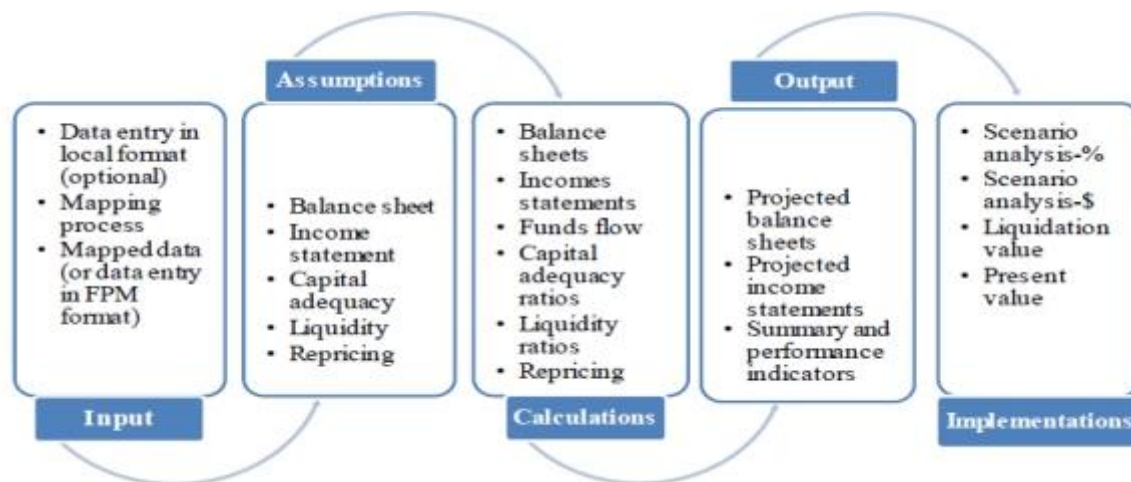 Input
• Data entry in
local format
(optional)
• Mapping
process
• Mapped data
(or data entry
in FPM
format)
Assumptions
• Balance sheet
• Income
statement
• Capital
adequacy
• Liquidity
• Repricing
Calculations
• Balance
sheets
• Incomes
statements
• Funds flow
• Capital
adequacy
ratios
• Liquidity
ratios
• Repricing
Output
• Projected
balance
sheets
• Projected
income
statements
• Summary and
performance
indicators
Implementations
• Scenario
analysis-%
• Scenario
analysis-$
• Liquidation
value
• Present
value